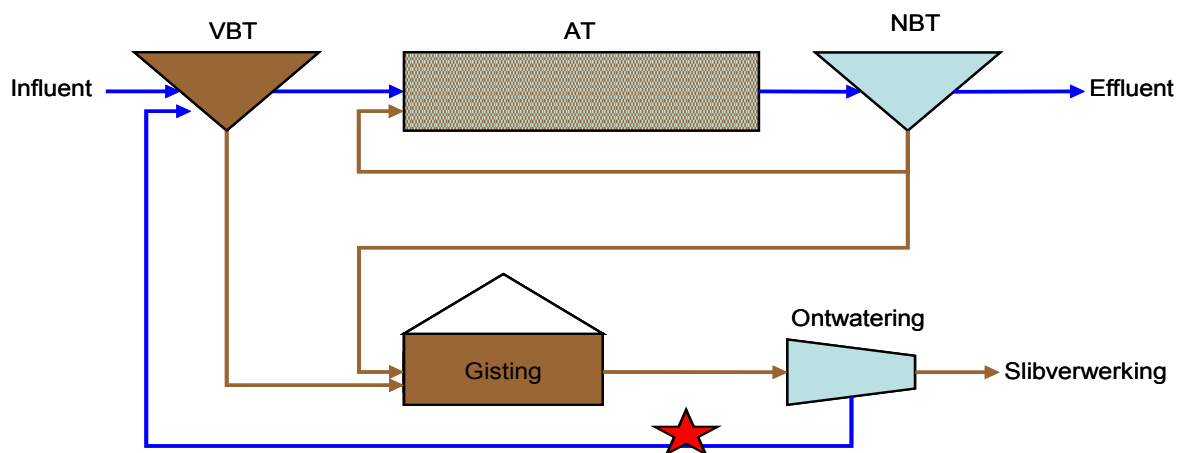 VBT
AT
NBT
Influent
Effluent
Ontwatering
Gisting
Slibverwerking